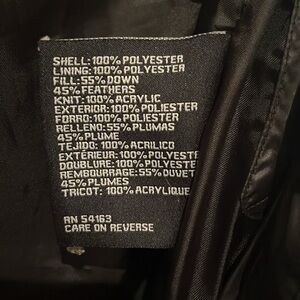 SHELL: 100% POLYESTER
LINING: 100% POLYESTER
FILL: 55% DOWN
45% FEATHERS
KNIT: 100% ACRYLIC
EXTERIOR: 100% POLIESTER
FORRO: 100% POLIESTER
RELLENO: 55% PLUMAS
45% PLUME
TEJIDO: 100% ACRILICO
EXTÉRIEUR: 100% POLYESTE
DOUBLURE: 100% POLYESTE
REMBOURRAGE: 55% DUVET
45% PLUMES
TRICOT: 100% ACRYLIQUE
RN 54163
CARE ON REVERSE